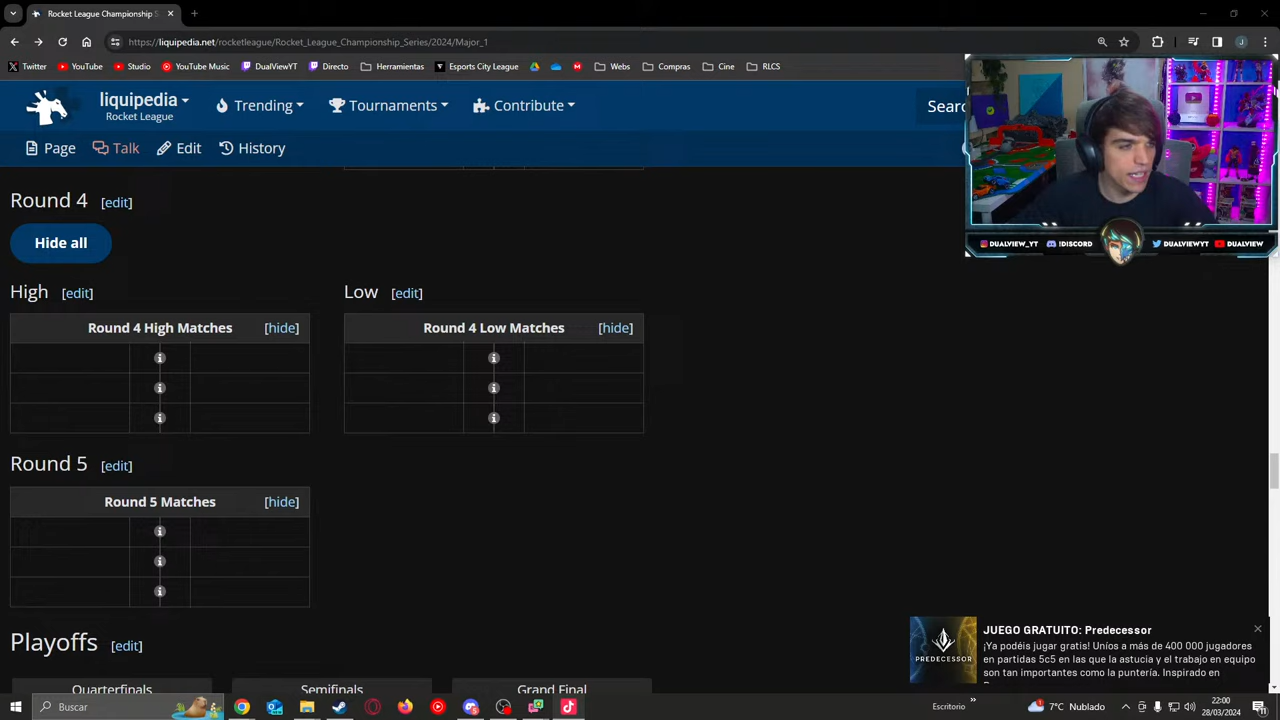 Rocket League Championship S
https://liquipedia.net/rocketleague/Rocket_League_Championship_Series/2024/Major_1
J
Twitter YouTube Studio YouTube Music DualViewYT Directo Herramientas Esports City League Webs Compras Cine RLCS
liquipedia
Rocket League
Trending Tournaments Contribute Searc
Page Talk Edit History
DUALVIEW_YT !DISCORD DUALVIEWYT DUALVIEW
Round 4 [edit]
Hide all
High [edit] Low [edit]
Round 4 High Matches [hide] Round 4 Low Matches [hide]
Round 5 [edit]
Round 5 Matches [hide]
Playoffs [edit]
Quarterfinals Semifinals Grand Final
PREDECESSOR
JUEGO GRATUITO: Predecessor
¡Ya podéis jugar gratis! Uníos a más de 400 000 jugadores
en partidas 5c5 en las que la astucia y el trabajo en equipo
son tan importantes como la puntería. Inspirado en
Buscar
Escritorio
7°C Nublado
22:00
28/03/2024